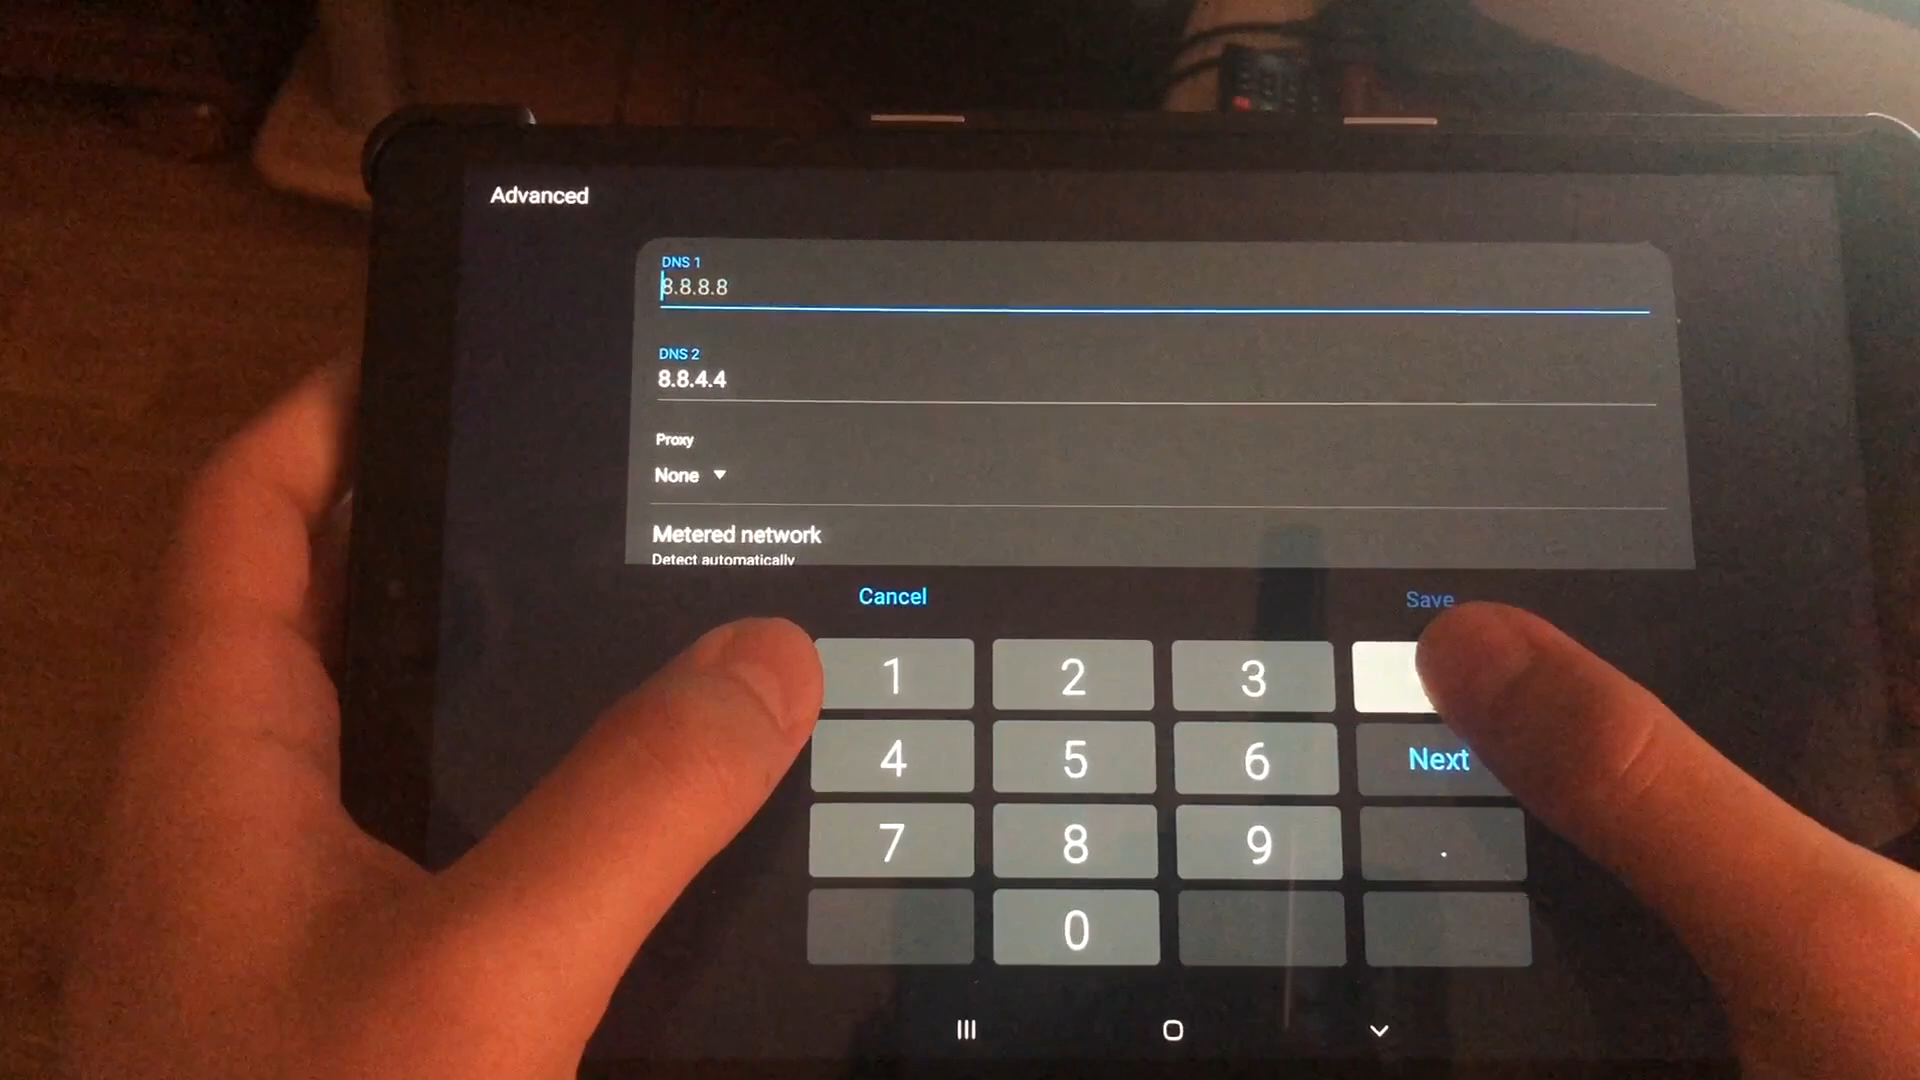 Advanced
DNS 1
8.8.8.8
DNS 2
8.8.4.4
Proxy
None
Metered network
Detect automatically
Cancel
Save
1 2 3
4 5 6 Next
7 8 9 .
0